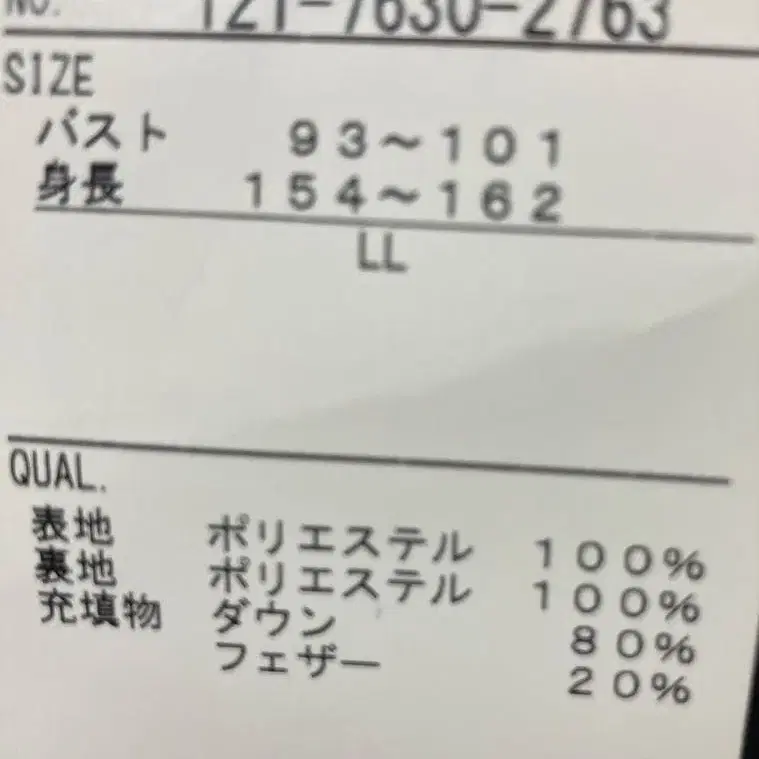 NO. 121-7630-2763
SIZE
バスト 93〜101
身長 154〜162
LL
QUAL.
表地 ポリエステル 100%
裏地 ポリエステル 100%
充填物 ダウン 80%
フェザー 20%